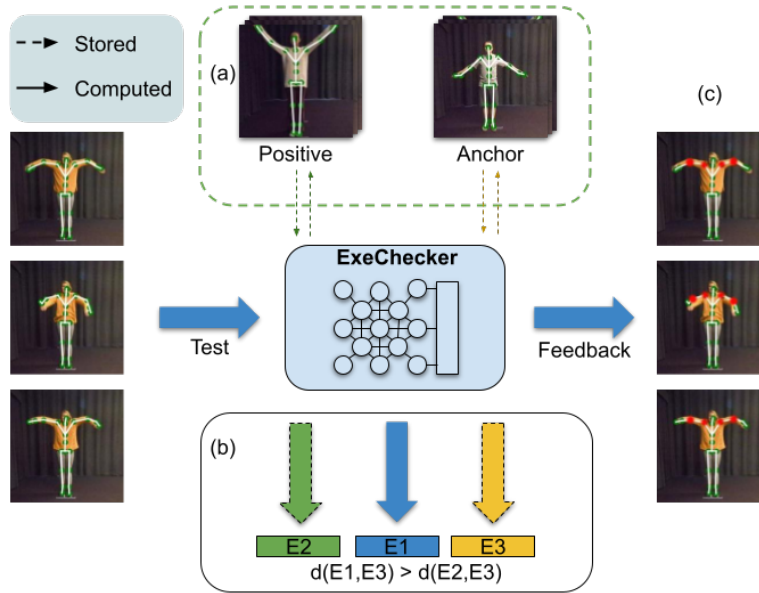 Stored
Computed
(a)
Positive
Anchor
(c)
ExeChecker
Test
Feedback
(b)
E2
E1
E3
d(E1,E3) > d(E2,E3)